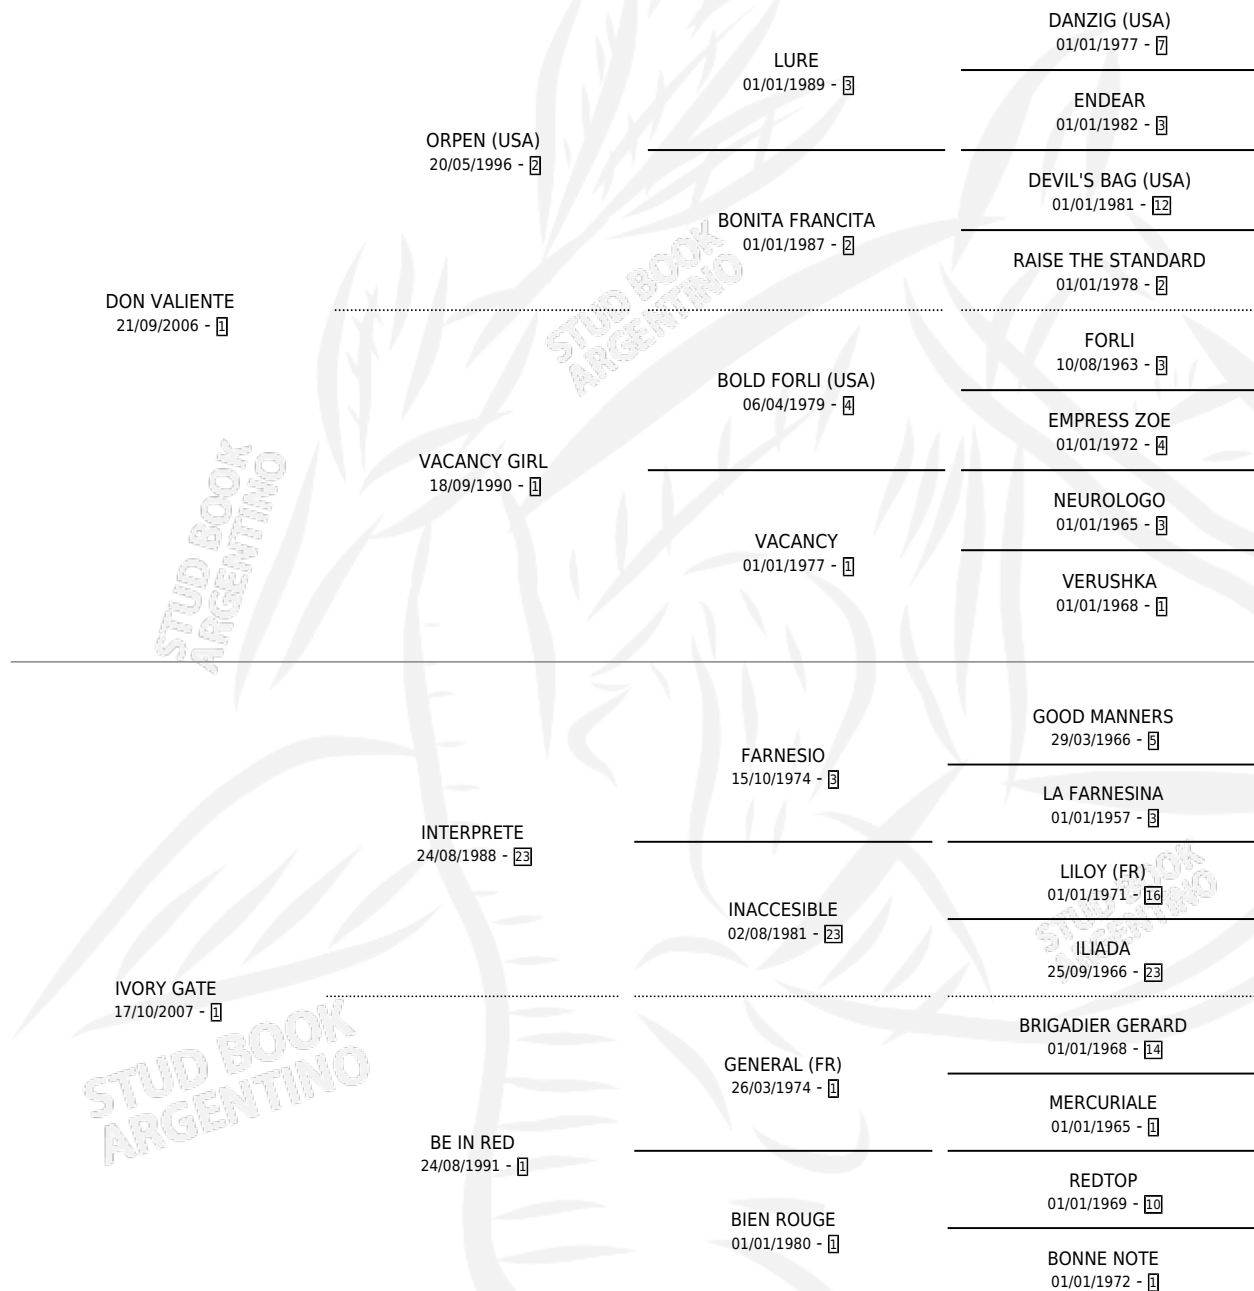 DANZIG (USA)
01/01/1977 - 7
LURE
01/01/1989 - 3
ENDEAR
01/01/1982 - 3
ORPEN (USA)
20/05/1996 - 2
DEVIL'S BAG (USA)
01/01/1981 - 12
BONITA FRANCITA
01/01/1987 - 2
RAISE THE STANDARD
01/01/1978 - 2
DON VALIENTE
21/09/2006 - 1
FORLI
10/08/1963 - 3
BOLD FORLI (USA)
06/04/1979 - 4
EMPRESS ZOE
01/01/1972 - 4
VACANCY GIRL
18/09/1990 - 1
NEUROLOGO
01/01/1965 - 3
VACANCY
01/01/1977 - 1
VERUSHKA
01/01/1968 - 1
STUD BOOK
ARGENTINO
STUD BOOK
ARGENTINO
GOOD MANNERS
29/03/1966 - 5
FARNESIO
15/10/1974 - 3
LA FARNESINA
01/01/1957 - 3
INTERPRETE
24/08/1988 - 23
LILOY (FR)
01/01/1971 - 16
INACCESIBLE
02/08/1981 - 23
ILIADA
25/09/1966 - 23
IVORY GATE
17/10/2007 - 1
BRIGADIER GERARD
01/01/1968 - 14
GENERAL (FR)
26/03/1974 - 1
MERCURIALE
01/01/1965 - 1
BE IN RED
24/08/1991 - 1
REDTOP
01/01/1969 - 10
BIEN ROUGE
01/01/1980 - 1
BONNE NOTE
01/01/1972 - 1
STUD BOOK
ARGENTINO
STUD BOOK
ARGENTINO